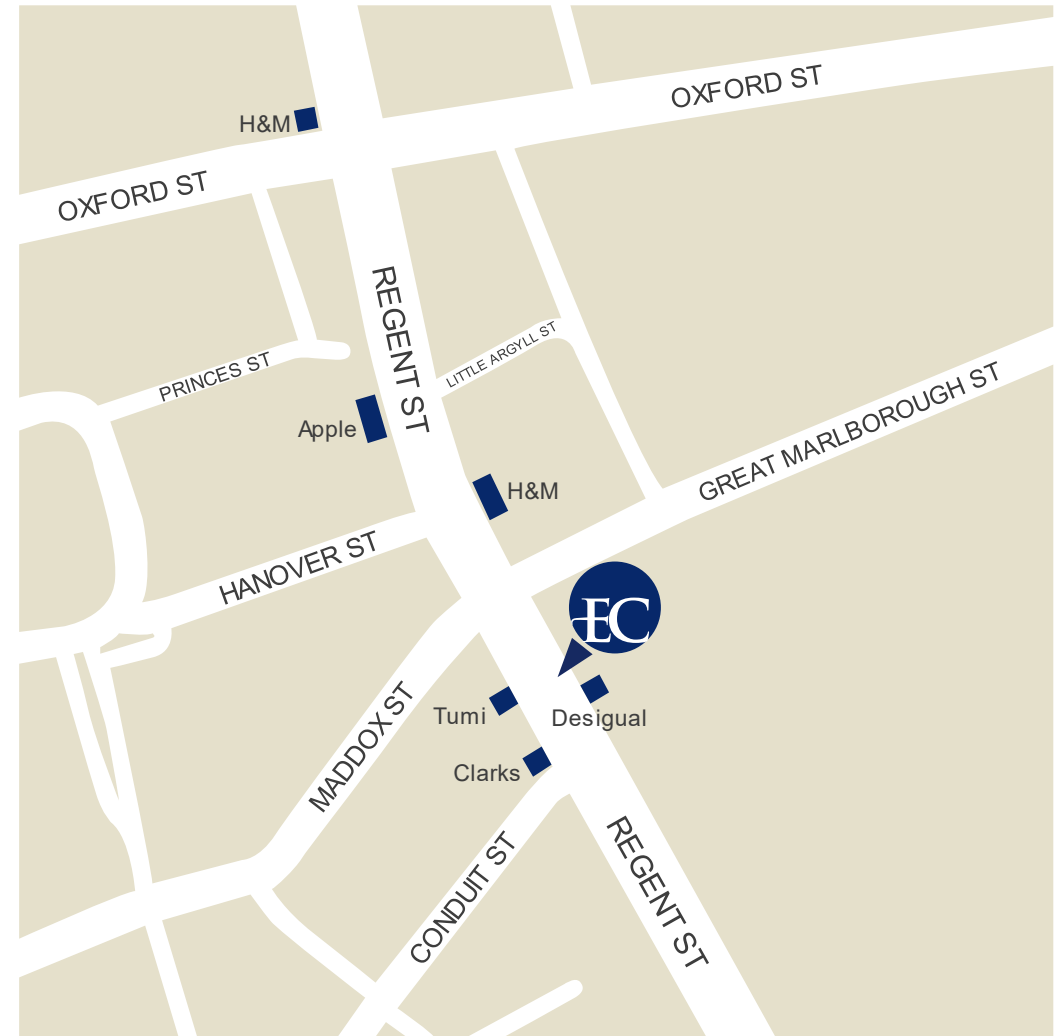 OXFORD ST
H&M
OXFORD ST
REGENT ST
LITTLE ARGYLL ST
PRINCES ST
GREAT MARLBOROUGH ST
Apple
H&M
HANOVER ST
EC
MADDOX ST
Tumi
Desigual
Clarks
CONDUIT ST
REGENT ST